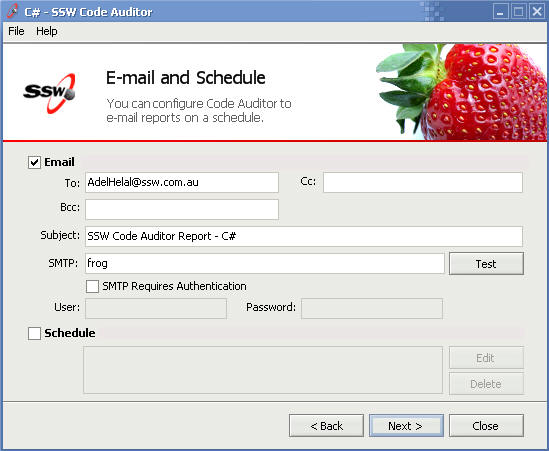 C# - SSW Code Auditor
File Help
SSW
E-mail and Schedule
You can configure Code Auditor to
e-mail reports on a schedule.
Email
To: AdelHelal@ssw.com.au Cc:
Bcc:
Subject: SSW Code Auditor Report - C#
SMTP: frog Test
SMTP Requires Authentication
User: Password:
Schedule
Edit
Delete
< Back Next > Close